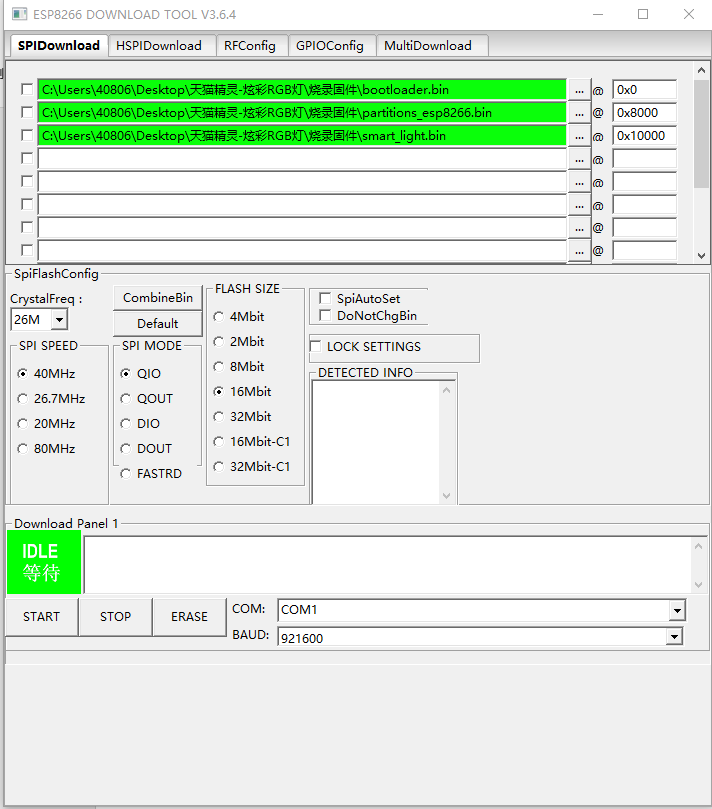 ESP8266 DOWNLOAD TOOL V3.6.4
SPIDownload HSPIDownload RFConfig GPIOConfig MultiDownload
C:\Users\40806\Desktop\天猫精灵-炫彩RGB灯\烧录固件\bootloader.bin ... @ 0x0
C:\Users\40806\Desktop\天猫精灵-炫彩RGB灯\烧录固件\partitions_esp8266.bin ... @ 0x8000
C:\Users\40806\Desktop\天猫精灵-炫彩RGB灯\烧录固件\smart_light.bin ... @ 0x10000
... @
... @
... @
... @
... @
SpiFlashConfig
CrystalFreq :
26M
CombineBin
Default
SPI SPEED
40MHz
26.7MHz
20MHz
80MHz
SPI MODE
QIO
QOUT
DIO
DOUT
FASTRD
FLASH SIZE
4Mbit
2Mbit
8Mbit
16Mbit
32Mbit
16Mbit-C1
32Mbit-C1
SpiAutoSet
DoNotChgBin
LOCK SETTINGS
DETECTED INFO
Download Panel 1
IDLE
等待
START STOP ERASE
COM: COM1
BAUD: 921600